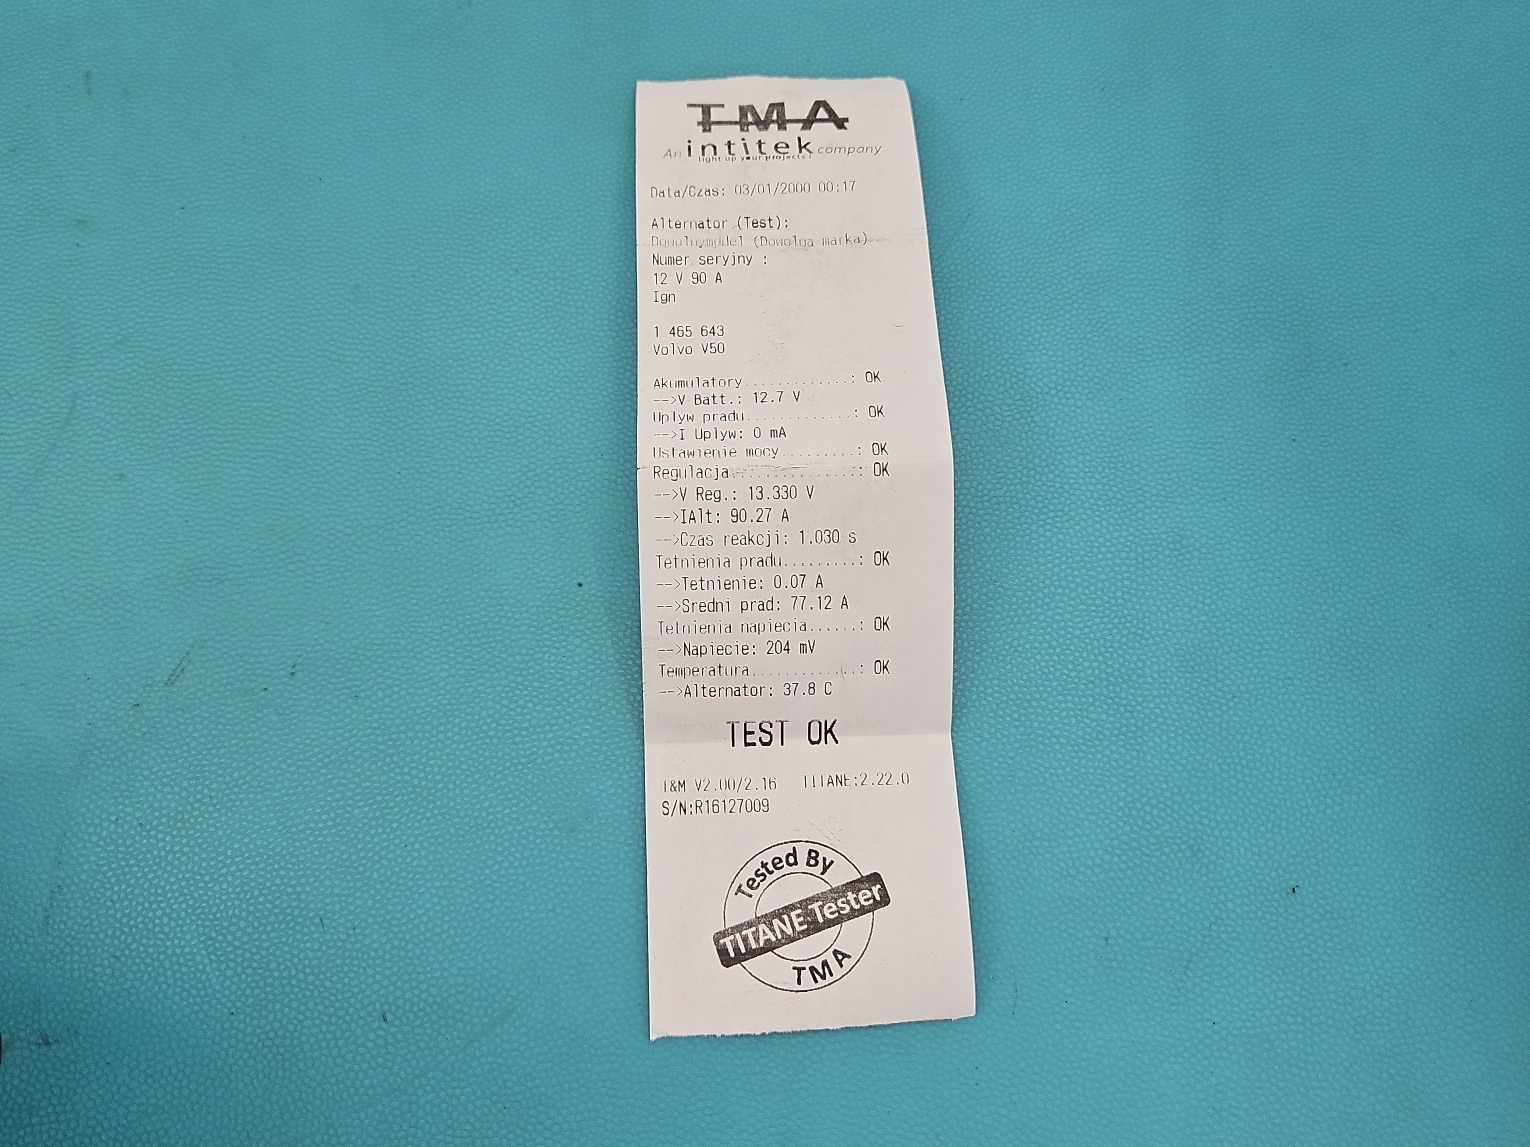 TMA
An intitek company
light up your projects !
Data/Czas: 03/01/2000 00:17
Alternator (Test):
(Dowolna marka)
Numer seryjny :
12 V 90 A
Ign
1 465 643
Volvo V50
Akumulatory.............: OK
-->V Batt.: 12.7 V
Uplyw pradu.............: OK
-->I Uplyw: 0 mA
Ustawienie mocy.........: OK
Regulacja...............: OK
-->V Reg.: 13.330 V
-->IAlt: 90.27 A
-->Czas reakcji: 1.030 s
Tetnienia pradu.........: OK
-->Tetnienie: 0.07 A
-->Sredni prad: 77.12 A
Tetnienia napiecia......: OK
-->Napiecie: 204 mV
Temperatura.............: OK
-->Alternator: 37.8 C
TEST OK
T&M V2.00/2.16 TITANE:2.22.0
S/N:R16127009
Tested By
TITANE Tester
TMA